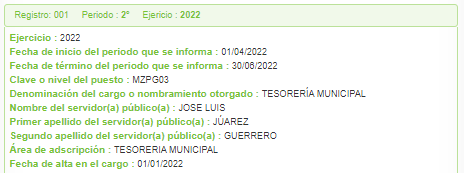 Registro: 001 Periodo : 2º Ejericio : 2022
Ejercicio : 2022
Fecha de inicio del periodo que se informa : 01/04/2022
Fecha de término del periodo que se informa : 30/06/2022
Clave o nivel del puesto : MZPG03
Denominación del cargo o nombramiento otorgado : TESORERÍA MUNICIPAL
Nombre del servidor(a) público(a) : JOSE LUIS
Primer apellido del servidor(a) público(a) : JÚAREZ
Segundo apellido del servidor(a) público(a) : GUERRERO
Área de adscripción : TESORERIA MUNICIPAL
Fecha de alta en el cargo : 01/01/2022